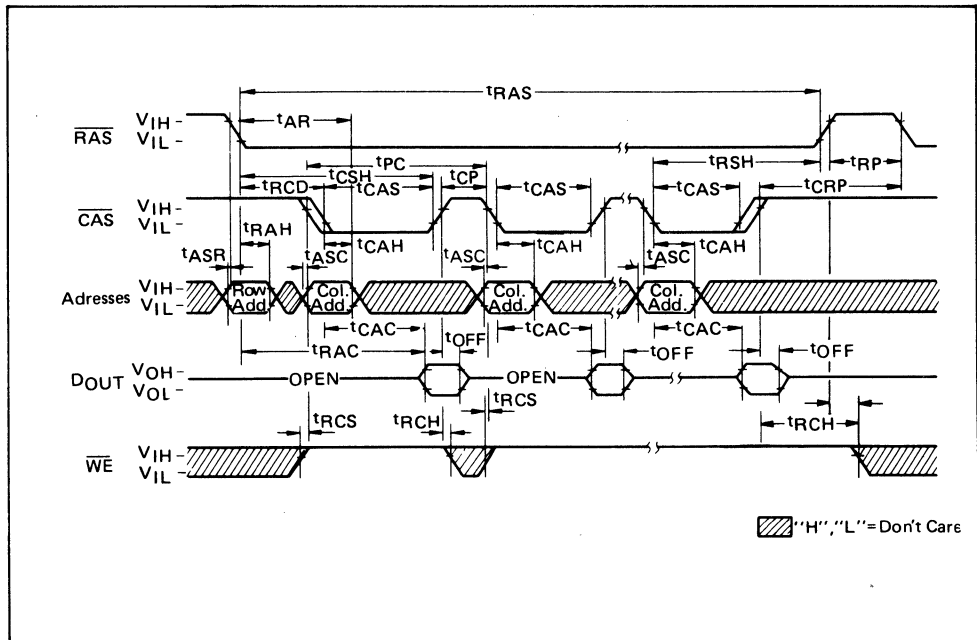 tRAS
RAS VIH
VIL
tAR
tRSH
tRP
tPC
tCSH
tCP
tCRP
tRCD
tCAS
tCAS
tCAS
CAS VIH
VIL
tRAH
tCAH
tCAH
tCAH
tASR
tASC
tASC
tASC
Adresses VIH
VIL
Row Add.
Col. Add.
Col. Add.
Col. Add.
tCAC
tCAC
tCAC
tRAC
tOFF
tOFF
tOFF
DOUT VOH
VOL
OPEN
OPEN
tRCS
tRCH
tRCS
tRCH
WE VIH
VIL
"H", "L"=Don't Care